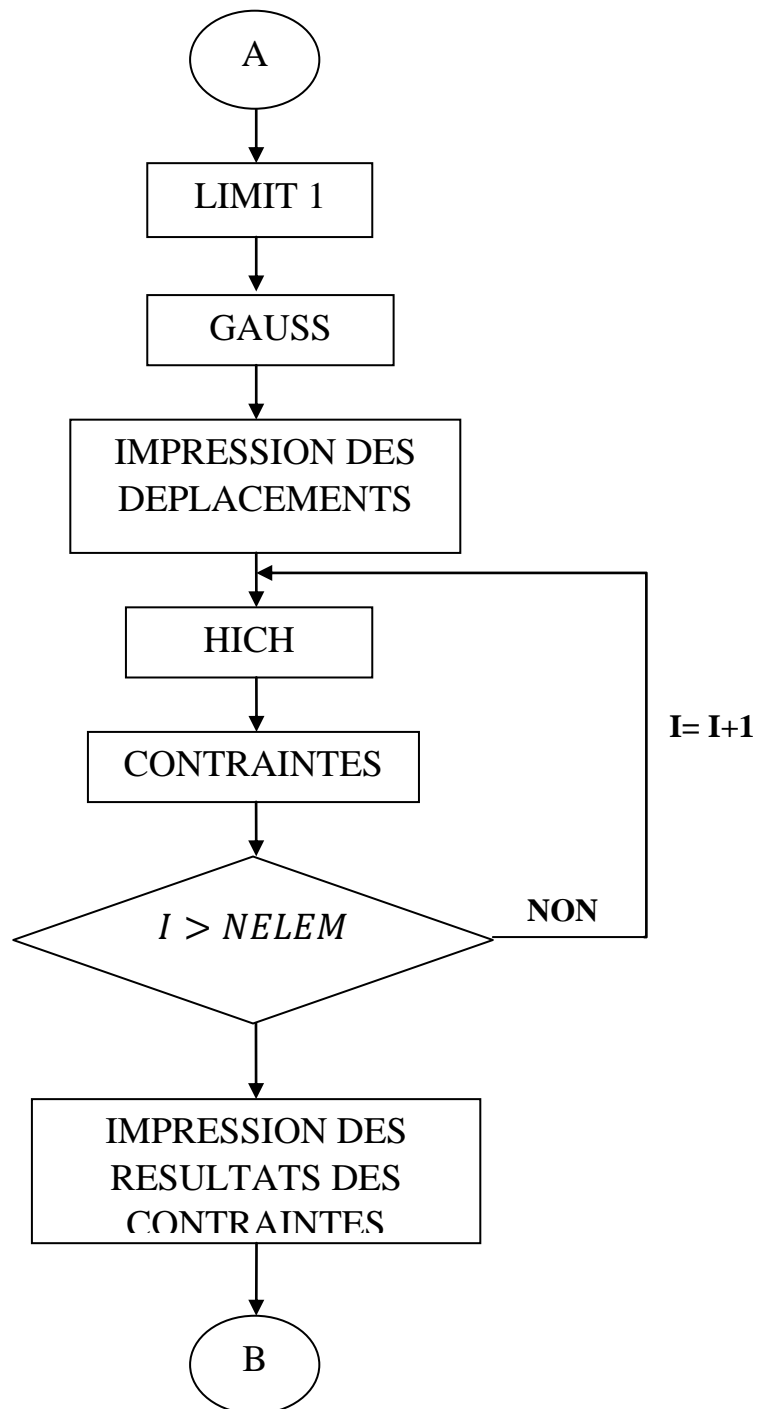 A
LIMIT 1
GAUSS
IMPRESSION DES
DEPLACEMENTS
HICH
CONTRAINTES
I= I+1
I > NELEM
NON
IMPRESSION DES
RESULTATS DES
CONTRAINTES
B